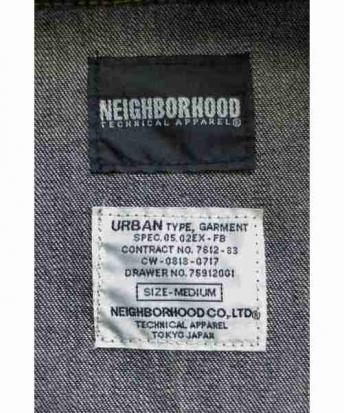 NEIGHBORHOOD
TECHNICAL APPAREL®
URBAN TYPE, GARMENT
SPEC.05.02EX-FB
CONTRACT NO. 7612-83
CW-0818-0717
DRAWER NO.75912001
SIZE-MEDIUM
NEIGHBORHOOD CO,.LTD®
TECHNICAL APPAREL
TOKYO JAPAN